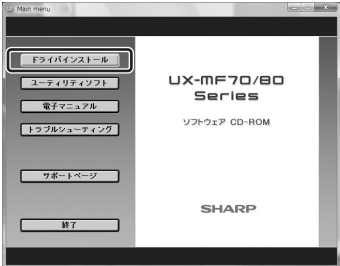 Main menu
ドライバインストール
ユーティリティソフト
電子マニュアル
トラブルシューティング
サポートページ
終了
UX-MF70/80
Series
ソフトウェア CD-ROM
SHARP